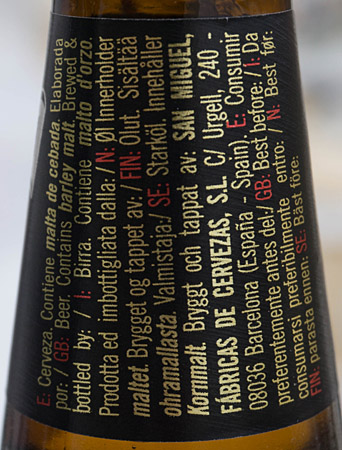 E: Cerveza. Contiene malta de cebada. Elaborada
por. / GB: Beer. Contains barley malt. Brewed &
bottled by: / I: Birra. Contiene malto d'orzo.
Prodotta ed imbottigliata dalla: / N: Øl Innerholder
maltet. Brygget og tappet av: / FIN: Olut. Sisältää
ohramallasta. Valmistaja:/ SE: Starköl. Innehåller
Kornmalt. Bryggt och tappat av: SAN MIGUEL,
FÁBRICAS DE CERVEZAS, S.L. C/ Urgell, 240 -
08036 Barcelona (España - Spain) E: Consumir
preferentemente antes del:/ GB: Best before: / I: Da
consumarsi preferibilmente entro: / N: Best før:
FIN: parasta ennen: SE: Bäst före: